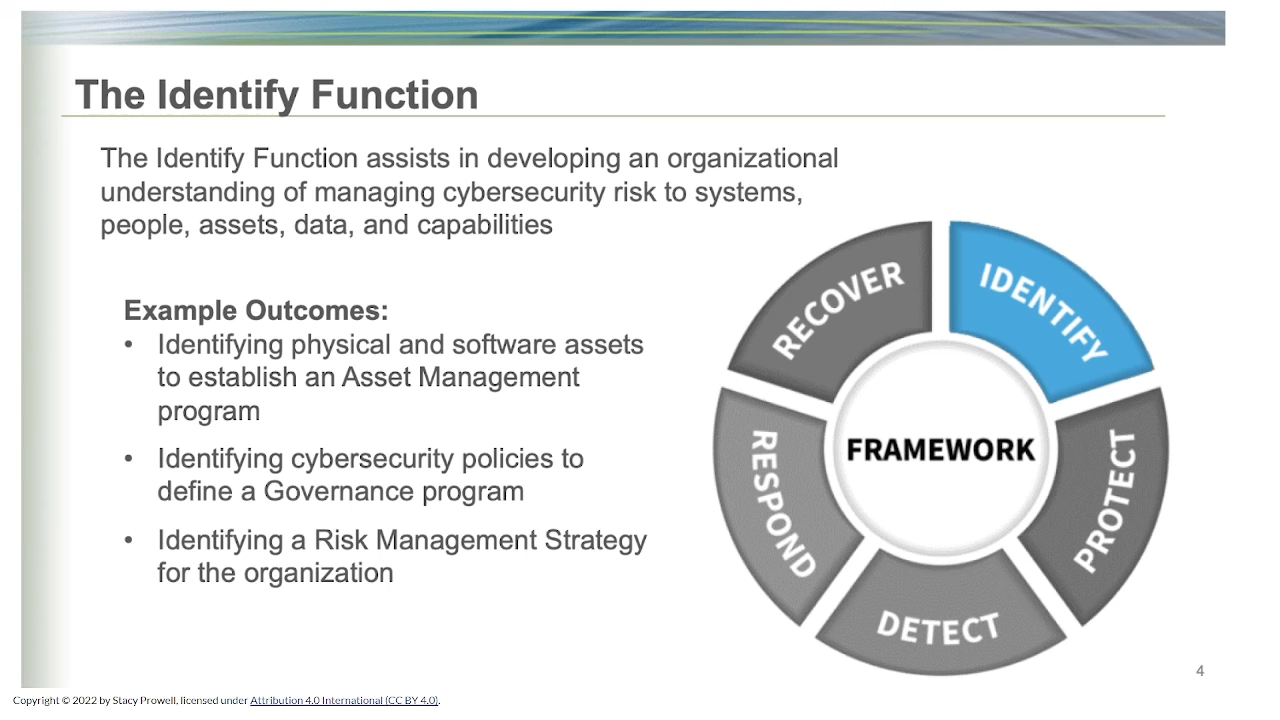 The Identify Function
The Identify Function assists in developing an organizational
understanding of managing cybersecurity risk to systems,
people, assets, data, and capabilities
Example Outcomes:
• Identifying physical and software assets
to establish an Asset Management
program
• Identifying cybersecurity policies to
define a Governance program
• Identifying a Risk Management Strategy
for the organization
RECOVER
IDENTIFY
FRAMEWORK
RESPOND
PROTECT
DETECT
4
Copyright © 2022 by Stacy Prowell, licensed under Attribution 4.0 International (CC BY 4.0).